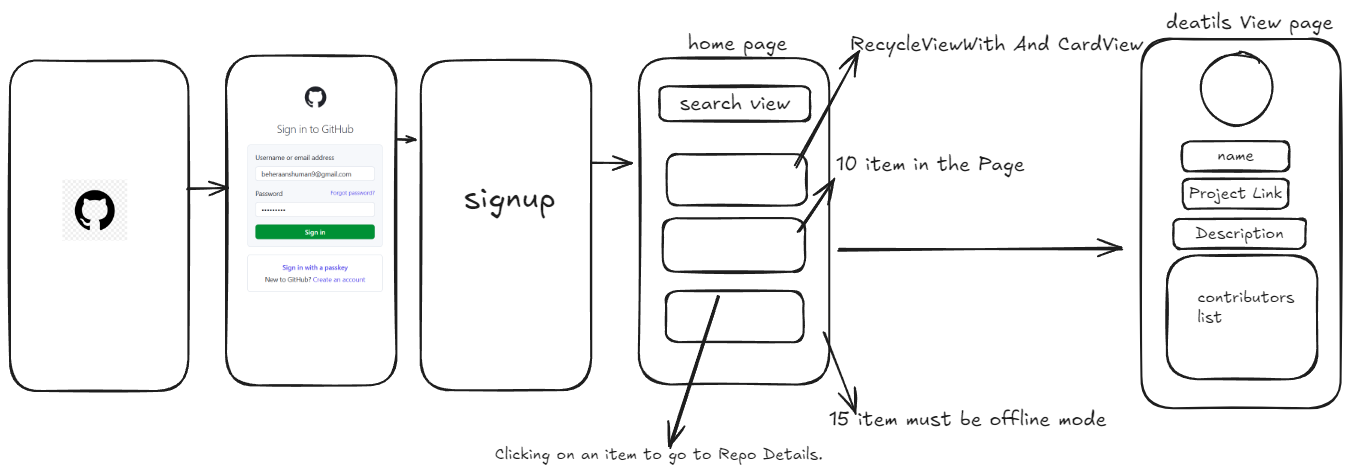 Sign in to GitHub
Username or email address
beheraanshuman9@gmail.com
Password
Forgot password?
•••••••••
Sign in
Sign in with a passkey
New to GitHub? Create an account
signup
home page
search view
RecycleViewWith And CardView
10 item in the Page
15 item must be offline mode
Clicking on an item to go to Repo Details.
deatils View page
name
Project Link
Description
contributors
list